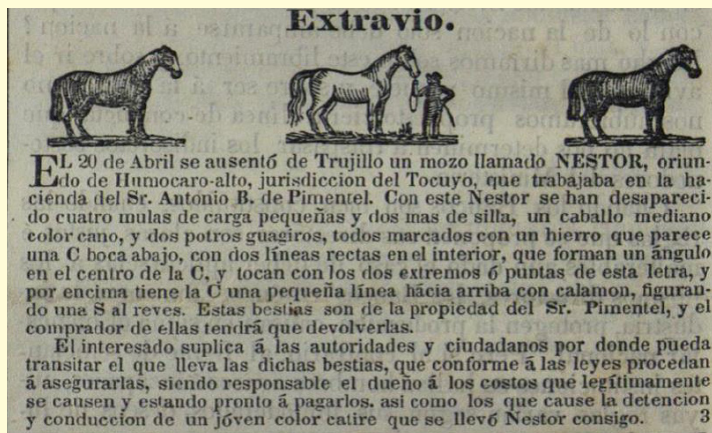 Extravio.
EL 20 de Abril se ausentó de Trujillo un mozo llamado NESTOR, oriun-
do de Humocaro-alto, jurisdiccion del Tocuyo, que trabajaba en la ha-
cienda del Sr. Antonio B. de Pimentel. Con este Nestor se han desapareci-
do cuatro mulas de carga pequeñas y dos mas de silla, un caballo mediano
color cano, y dos potros guagiros, todos marcados con un hierro que parece
una C boca abajo, con dos líneas rectas en el interior, que forman un ángulo
en el centro de la C, y tocan con los dos extremos ó puntas de esta letra, y
por encima tiene la C una pequeña línea hácia arriba con calamon, figuran-
do una S al reves. Estas bestias son de la propiedad del Sr. Pimentel, y el
comprador de ellas tendrá que devolverlas.
El interesado suplica á las autoridades y ciudadanos por donde pueda
transitar el que lleva las dichas bestias, que conforme á las leyes procedan
á asegurarlas, siendo responsable el dueño á los costos que legítimamente
se causen y estando pronto á pagarlos. asi como los que cause la detencion
y conduccion de un jóven color catire que se llevó Nestor consigo. 3